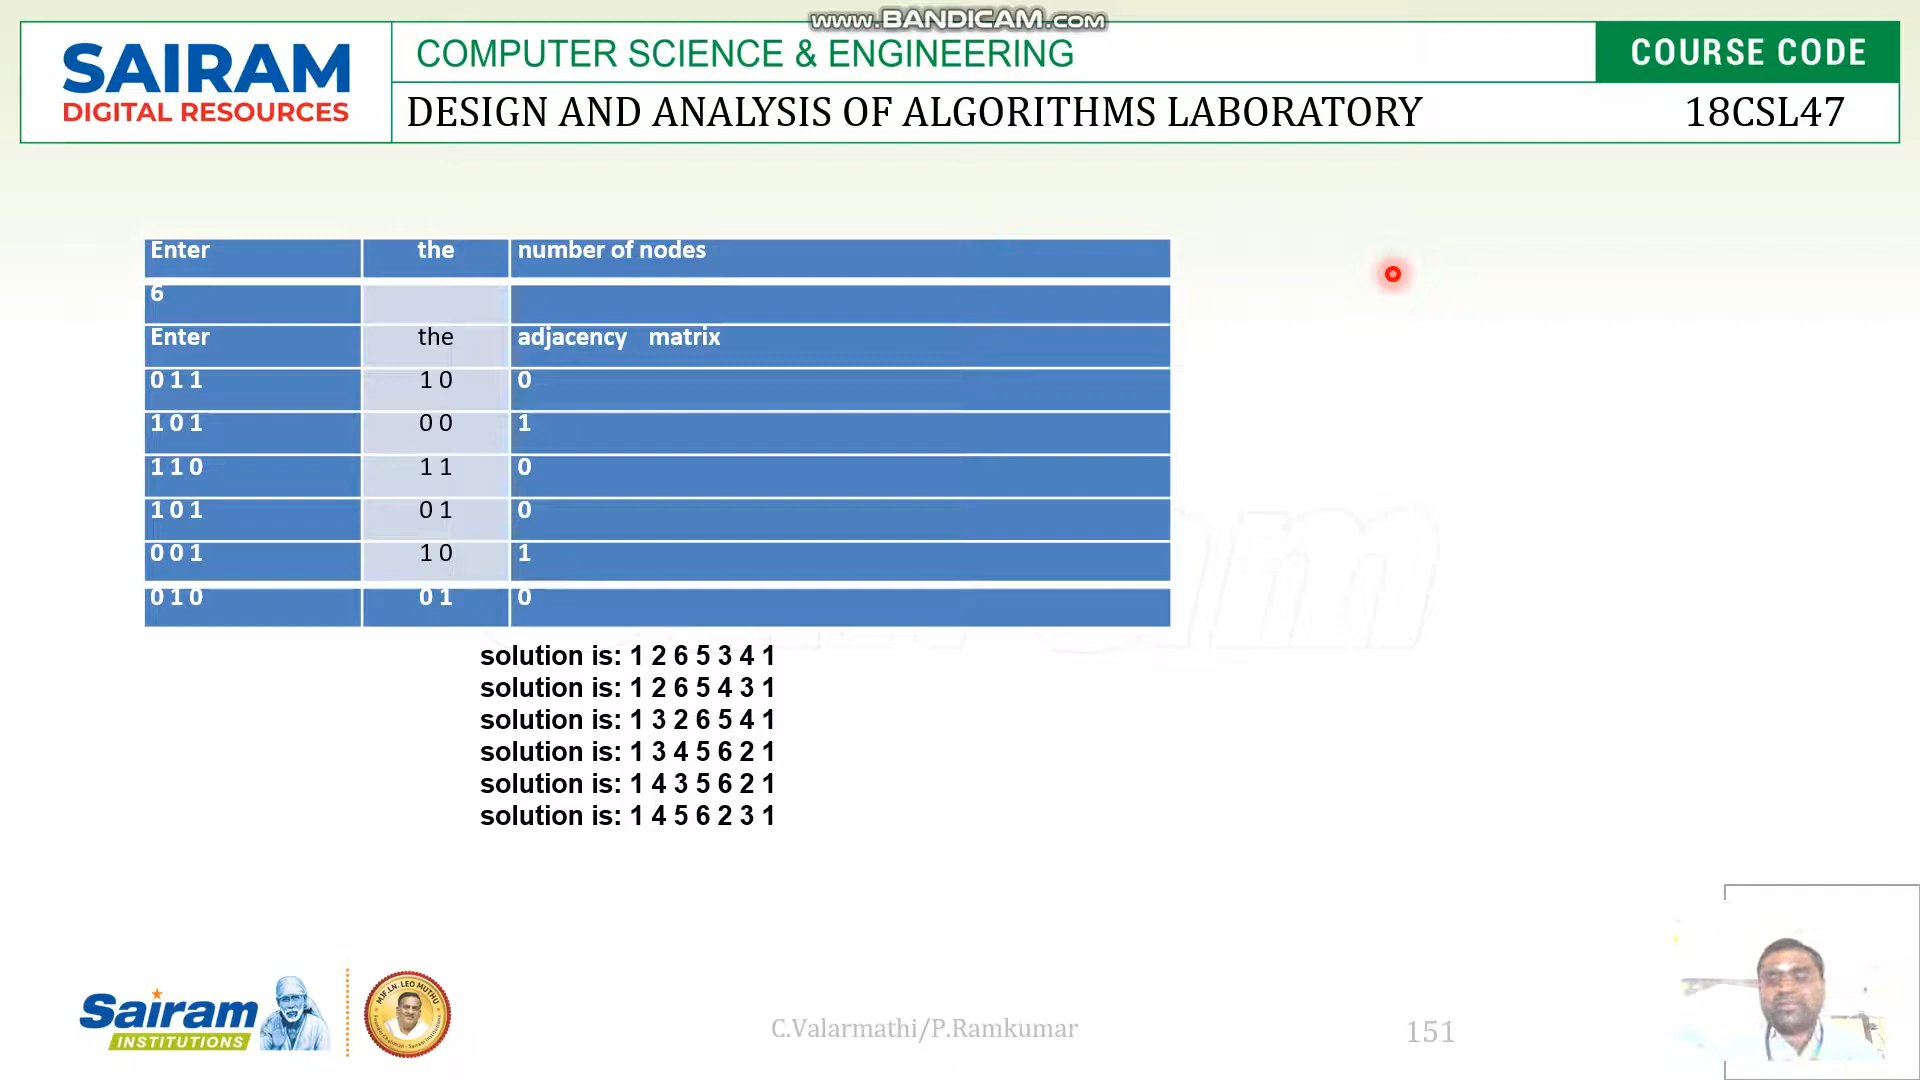 www.BANDICAM.com
SAIRAM
DIGITAL RESOURCES
COMPUTER SCIENCE & ENGINEERING
COURSE CODE
DESIGN AND ANALYSIS OF ALGORITHMS LABORATORY
18CSL47
Enter the number of nodes
6
Enter the adjacency matrix
0 1 1 1 0 0
1 0 1 0 0 1
1 1 0 1 1 0
1 0 1 0 1 0
0 0 1 1 0 1
0 1 0 0 1 0
solution is: 1 2 6 5 3 4 1
solution is: 1 2 6 5 4 3 1
solution is: 1 3 2 6 5 4 1
solution is: 1 3 4 5 6 2 1
solution is: 1 4 3 5 6 2 1
solution is: 1 4 5 6 2 3 1
Sairam
INSTITUTIONS
MJF.LN. LEO MUTHU
C.Valarmathi/P.Ramkumar
151